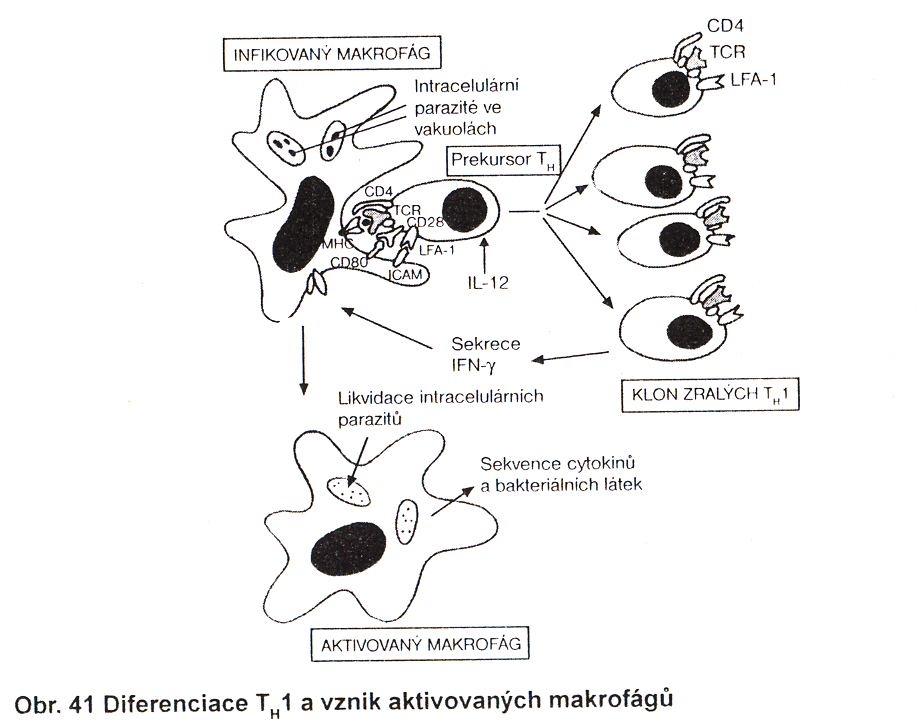 INFIKOVANÝ MAKROFÁG
Intracelulární
parazité ve
vakuolách
CD4
TCR
LFA-1
Prekursor TH
CD4
TCR
CD28
MHC
LFA-1
CD80
ICAM
IL-12
Sekrece
IFN-γ
KLON ZRALÝCH TH1
Likvidace intracelulárních
parazitů
Sekvence cytokinů
a bakteriálních látek
AKTIVOVANÝ MAKROFÁG
Obr. 41 Diferenciace TH1 a vznik aktivovaných makrofágů